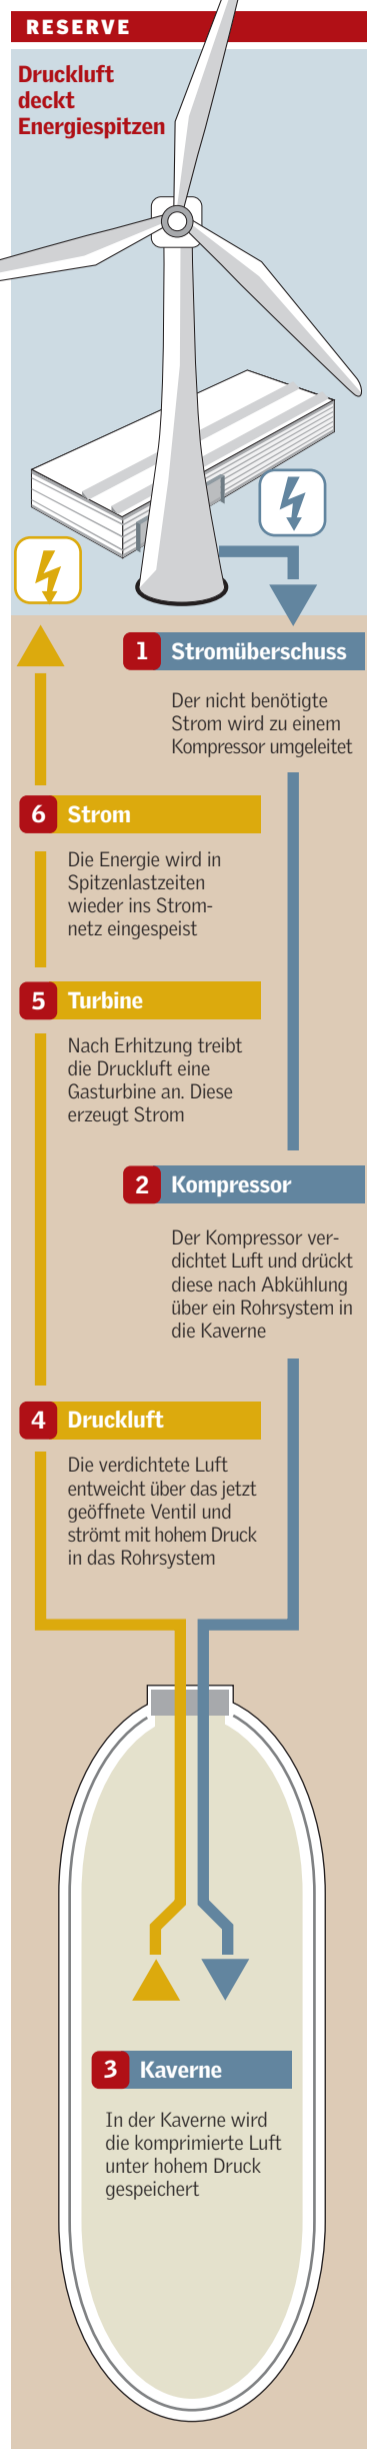 RESERVE
Druckluft
deckt
Energiespitzen
1 Stromüberschuss
Der nicht benötigte
Strom wird zu einem
Kompressor umgeleitet
6 Strom
Die Energie wird in
Spitzenlastzeiten
wieder ins Strom-
netz eingespeist
5 Turbine
Nach Erhitzung treibt
die Druckluft eine
Gasturbine an. Diese
erzeugt Strom
2 Kompressor
Der Kompressor ver-
dichtet Luft und drückt
diese nach Abkühlung
über ein Rohrsystem in
die Kaverne
4 Druckluft
Die verdichtete Luft
entweicht über das jetzt
geöffnete Ventil und
strömt mit hohem Druck
in das Rohrsystem
3 Kaverne
In der Kaverne wird
die komprimierte Luft
unter hohem Druck
gespeichert